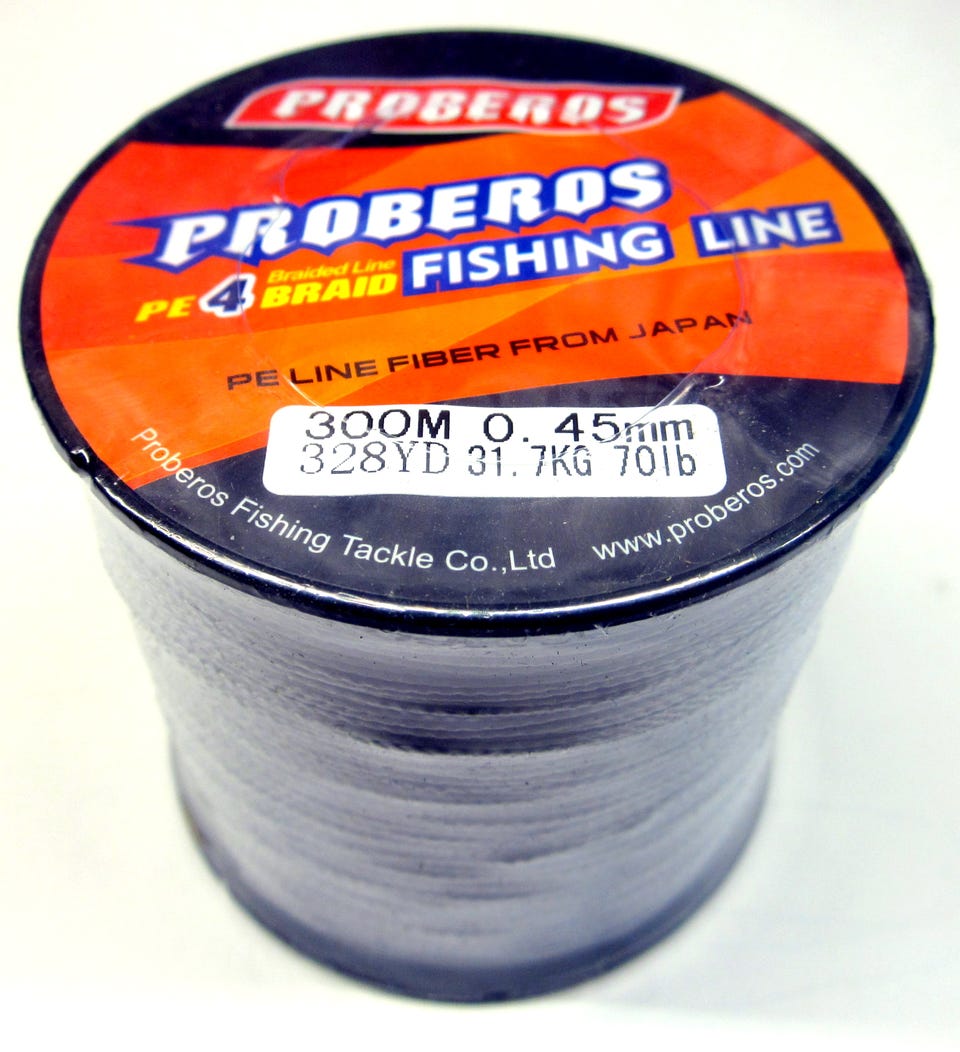 PROBEROS
PROBEROS
PE 4 Braided Line BRAID FISHING LINE
PE LINE FIBER FROM JAPAN
300M 0.45mm
328YD 31.7KG 70lb
Proberos Fishing Tackle Co.,Ltd www.proberos.com